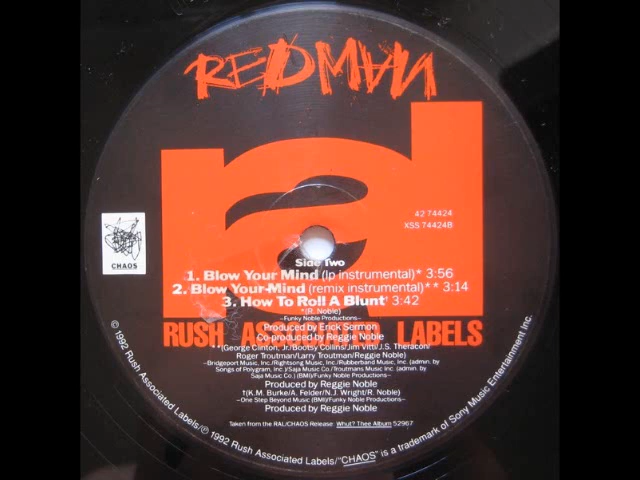 REDMAN
ral
42 74424
XSS 74424B
CHAOS
Side Two
1. Blow Your Mind (lp instrumental)* 3:56
2. Blow Your Mind (remix instrumental)** 3:14
3. How To Roll A Blunt† 3:42
*(R. Noble)
–Funky Noble Productions–
Produced by Erick Sermon
Co-produced by Reggie Noble
RUSH ASSOCIATED LABELS
**(George Clinton, Jr./Bootsy Collins/Jim Vitti/J.S. Theracon/
Roger Troutman/Larry Troutman/Reggie Noble)
–Bridgeport Music, Inc./Rightsong Music, Inc./Rubberband Music, Inc. (admin. by
Songs of Polygram, Inc.)/Saja Music Co./Troutmans Music Inc. (admin. by
Saja Music Co.) (BMI)/Funky Noble Productions–
Produced by Reggie Noble
†(K.M. Burke/A. Felder/N.J. Wright/R. Noble)
–One Step Beyond Music (BMI)/Funky Noble Productions–
Produced by Reggie Noble
Taken from the RAL/CHAOS Release: Whut? Thee Album 52967
© 1992 Rush Associated Labels/℗ 1992 Rush Associated Labels/"CHAOS" is a trademark of Sony Music Entertainment Inc.